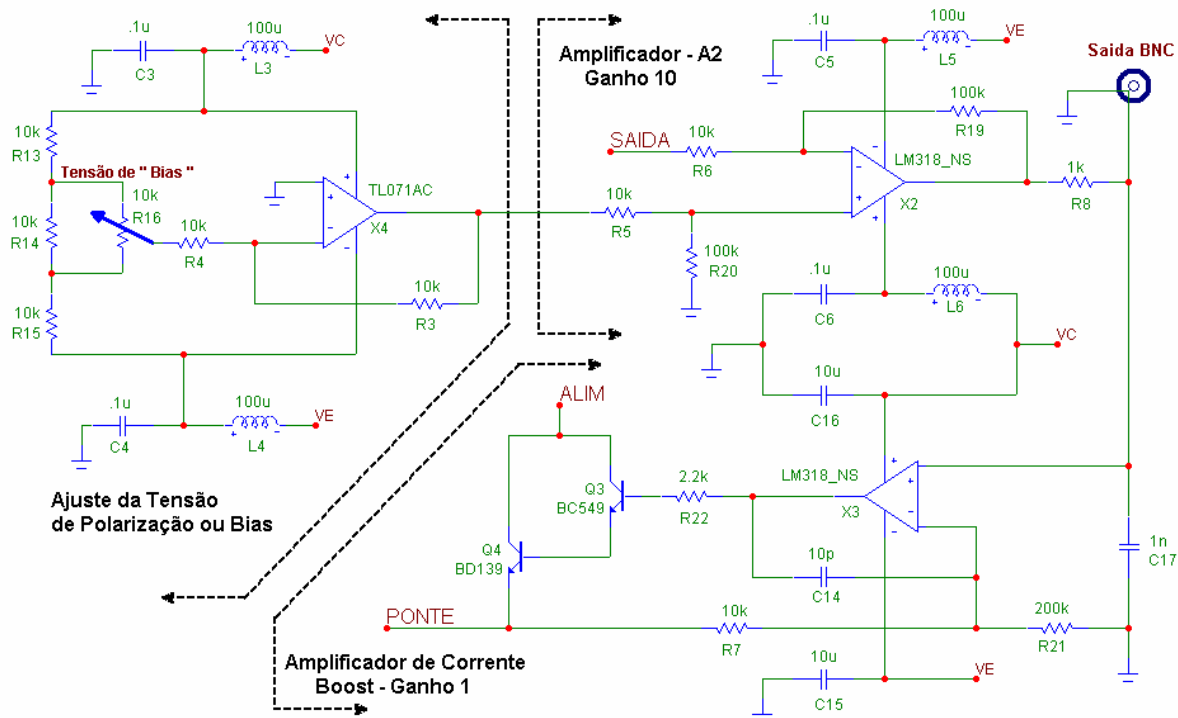 .1u
C3
100u
L3
VC
10k
R13
Tensão de " Bias "
10k
R16
10k
R14
10k
R4
10k
R15
TL071AC
X4
10k
R3
.1u
C4
100u
L4
VE
Ajuste da Tensão
de Polarização ou Bias
Amplificador - A2
Ganho 10
.1u
C5
100u
L5
VE
Saida BNC
SAIDA
10k
R6
100k
R19
LM318_NS
X2
1k
R8
10k
R5
100k
R20
.1u
C6
100u
L6
VC
10u
C16
ALIM
Q3
BC549
2.2k
R22
LM318_NS
X3
Q4
BD139
10p
C14
1n
C17
PONTE
10k
R7
200k
R21
10u
C15
VE
Amplificador de Corrente
Boost - Ganho 1